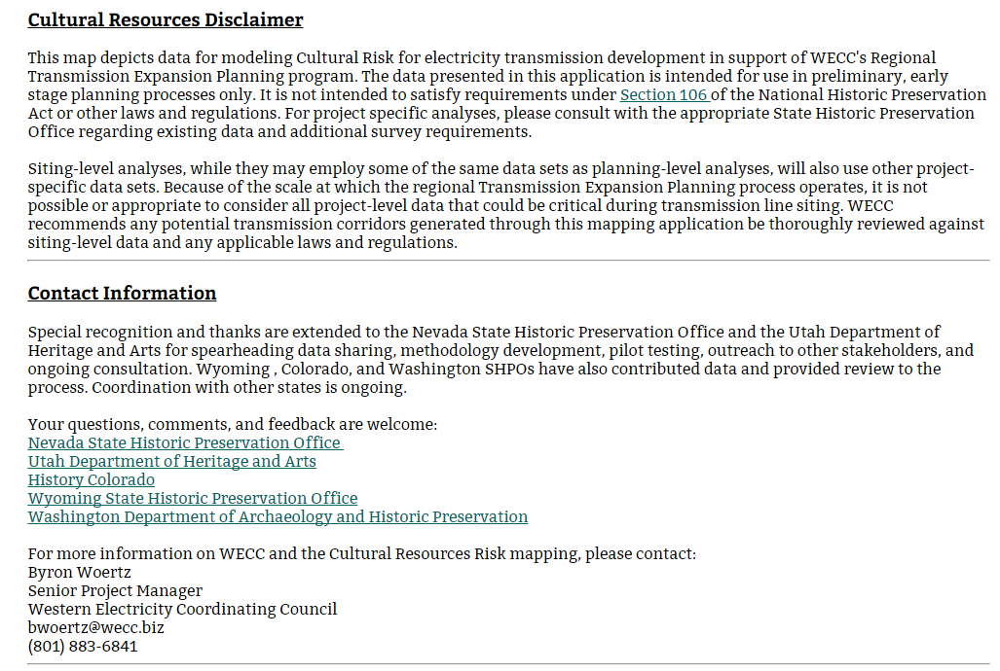 Cultural Resources Disclaimer
This map depicts data for modeling Cultural Risk for electricity transmission development in support of WECC's Regional
Transmission Expansion Planning program. The data presented in this application is intended for use in preliminary, early
stage planning processes only. It is not intended to satisfy requirements under Section 106 of the National Historic Preservation
Act or other laws and regulations. For project specific analyses, please consult with the appropriate State Historic Preservation
Office regarding existing data and additional survey requirements.
Siting-level analyses, while they may employ some of the same data sets as planning-level analyses, will also use other project-
specific data sets. Because of the scale at which the regional Transmission Expansion Planning process operates, it is not
possible or appropriate to consider all project-level data that could be critical during transmission line siting. WECC
recommends any potential transmission corridors generated through this mapping application be thoroughly reviewed against
siting-level data and any applicable laws and regulations.
Contact Information
Special recognition and thanks are extended to the Nevada State Historic Preservation Office and the Utah Department of
Heritage and Arts for spearheading data sharing, methodology development, pilot testing, outreach to other stakeholders, and
ongoing consultation. Wyoming , Colorado, and Washington SHPOs have also contributed data and provided review to the
process. Coordination with other states is ongoing.
Your questions, comments, and feedback are welcome:
Nevada State Historic Preservation Office
Utah Department of Heritage and Arts
History Colorado
Wyoming State Historic Preservation Office
Washington Department of Archaeology and Historic Preservation
For more information on WECC and the Cultural Resources Risk mapping, please contact:
Byron Woertz
Senior Project Manager
Western Electricity Coordinating Council
bwoertz@wecc.biz
(801) 883-6841